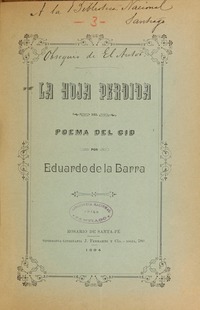 A la Biblioteca Nacional
Santiago
- 3 -
Obsequio de El Autor
LA HOJA PERDIDA
DEL
POEMA DEL CID
POR
Eduardo de la Barra
ROSARIO DE SANTA FÉ